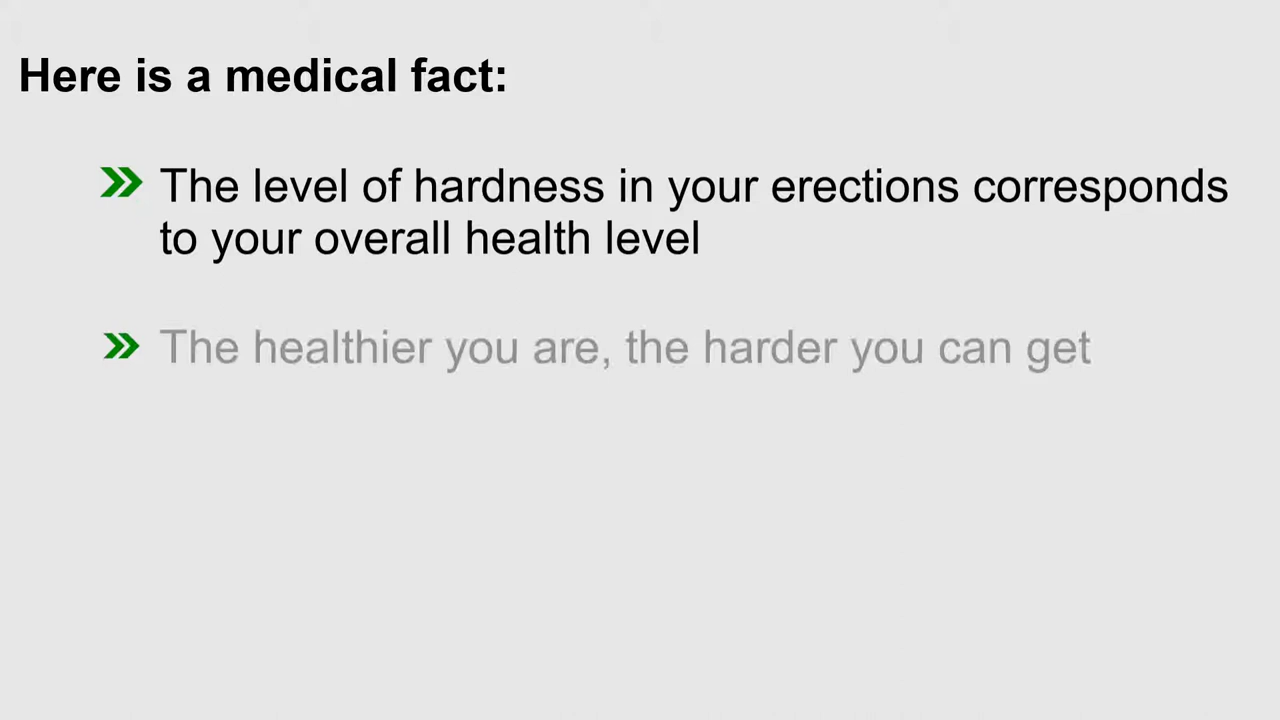 Here is a medical fact:
The level of hardness in your erections corresponds
to your overall health level
The healthier you are, the harder you can get